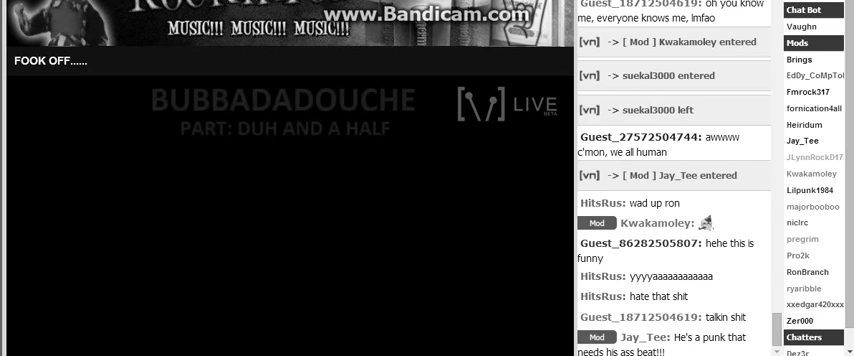 www.Bandicam.com
MUSIC!!! MUSIC!!! MUSIC!!!
FOOK OFF......
BUBBADADOUCHE
PART: DUH AND A HALF
LIVE
BETA
Guest_18712504619: oh you know
me, everyone knows me, lmfao
[vn] -> [ Mod ] Kwakamoley entered
[vn] -> suekal3000 entered
[vn] -> suekal3000 left
Guest_27572504744: awwww
c'mon, we all human
[vn] -> [ Mod ] Jay_Tee entered
HitsRus: wad up ron
Mod Kwakamoley:
Guest_86282505807: hehe this is
funny
HitsRus: yyyyaaaaaaaaaaaa
HitsRus: hate that shit
Guest_18712504619: talkin shit
Mod Jay_Tee: He's a punk that
needs his ass beat!!!
Chat Bot
Vaughn
Mods
Brings
EdDy_CoMpTo
Fmrock317
fornication4all
Heiridum
Jay_Tee
JLynnRockD17
Kwakamoley
Lilpunk1984
majorbooboo
niclrc
pregrim
Pro2k
RonBranch
ryaribble
xxedgar420xxx
Zer000
Chatters
Dez3r